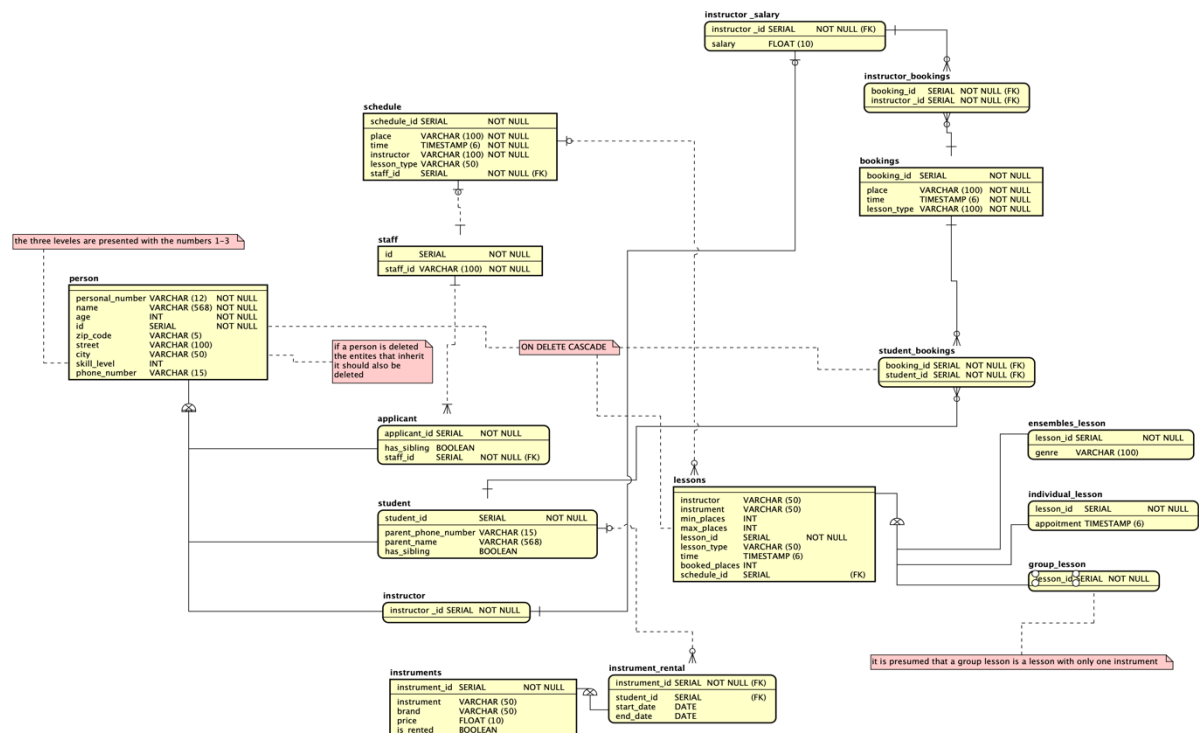 instructor _salary
instructor _id SERIAL NOT NULL (FK)
salary FLOAT (10)
instructor_bookings
booking_id SERIAL NOT NULL (FK)
instructor _id SERIAL NOT NULL (FK)
schedule
schedule_id SERIAL NOT NULL
place VARCHAR (100) NOT NULL
time TIMESTAMP (6) NOT NULL
instructor VARCHAR (100) NOT NULL
lesson_type VARCHAR (50)
staff_id SERIAL NOT NULL (FK)
bookings
booking_id SERIAL NOT NULL
place VARCHAR (100) NOT NULL
time TIMESTAMP (6) NOT NULL
lesson_type VARCHAR (100) NOT NULL
the three leveles are presented with the numbers 1-3
staff
id SERIAL NOT NULL
staff_id VARCHAR (100) NOT NULL
person
personal_number VARCHAR (12) NOT NULL
name VARCHAR (568) NOT NULL
age INT NOT NULL
id SERIAL NOT NULL
zip_code VARCHAR (5)
street VARCHAR (100)
city VARCHAR (50)
skill_level INT
phone_number VARCHAR (15)
if a person is deleted
the entites that inherit
it should also be
deleted
ON DELETE CASCADE
student_bookings
booking_id SERIAL NOT NULL (FK)
student_id SERIAL NOT NULL (FK)
applicant
applicant_id SERIAL NOT NULL
has_sibling BOOLEAN
staff_id SERIAL NOT NULL (FK)
ensembles_lesson
lesson_id SERIAL NOT NULL
genre VARCHAR (100)
student
student_id SERIAL NOT NULL
parent_phone_number VARCHAR (15)
parent_name VARCHAR (568)
has_sibling BOOLEAN
lessons
instructor VARCHAR (50)
instrument VARCHAR (50)
min_places INT
max_places INT
lesson_id SERIAL NOT NULL
lesson_type VARCHAR (50)
time TIMESTAMP (6)
booked_places INT
schedule_id SERIAL (FK)
individual_lesson
lesson_id SERIAL NOT NULL
appoitment TIMESTAMP (6)
group_lesson
lesson_id SERIAL NOT NULL
instructor
instructor _id SERIAL NOT NULL
it is presumed that a group lesson is a lesson with only one instrument
instruments
instrument_id SERIAL NOT NULL
instrument VARCHAR (50)
brand VARCHAR (50)
price FLOAT (10)
is_rented BOOLEAN
instrument_rental
instrument_id SERIAL NOT NULL (FK)
student_id SERIAL (FK)
start_date DATE
end_date DATE